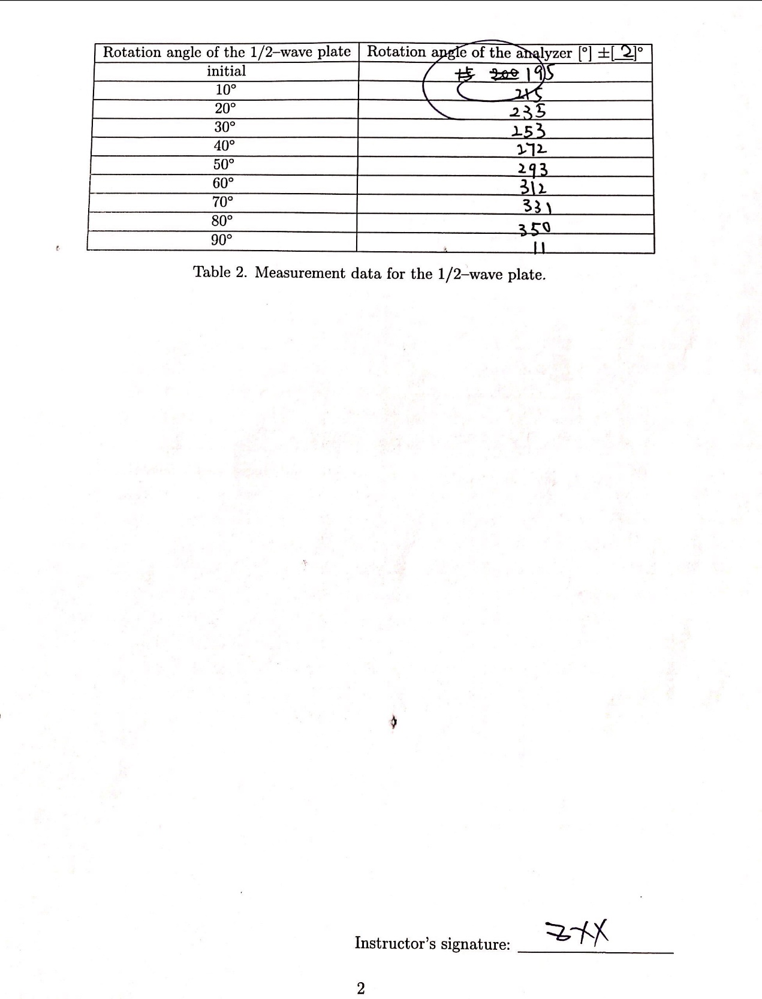 Rotation angle of the 1/2–wave plate Rotation angle of the analyzer [°] ±[ 2]°
initial 195
10° 215
20° 235
30° 253
40° 272
50° 293
60° 312
70° 331
80° 350
90° 11
Table 2. Measurement data for the 1/2–wave plate.
Instructor's signature: ZXX
2